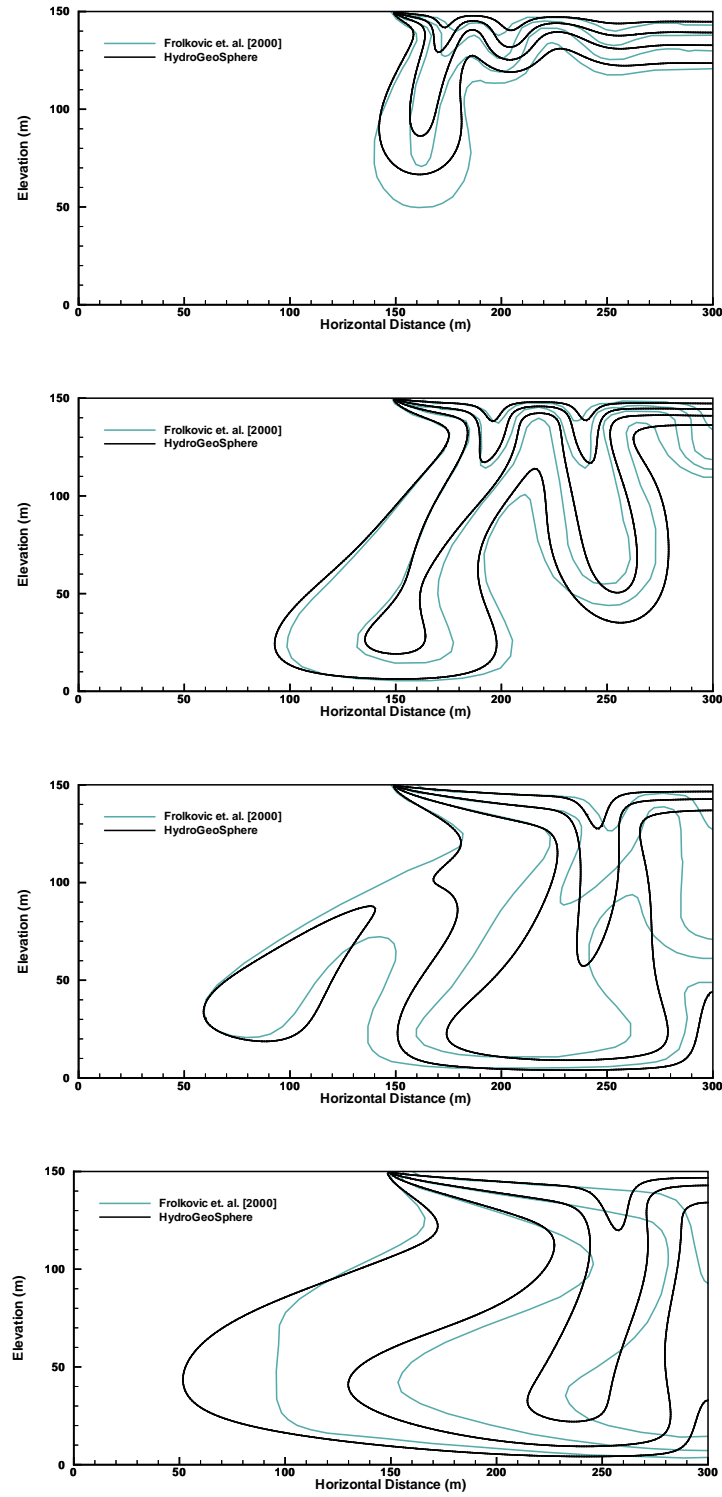 150
Frolkovic et. al. [2000]
HydroGeoSphere
100
50
0
Elevation (m)
0 50 100 150 200 250 300
Horizontal Distance (m)
150
Frolkovic et. al. [2000]
HydroGeoSphere
100
50
0
Elevation (m)
0 50 100 150 200 250 300
Horizontal Distance (m)
150
Frolkovic et. al. [2000]
HydroGeoSphere
100
50
0
Elevation (m)
0 50 100 150 200 250 300
Horizontal Distance (m)
150
Frolkovic et. al. [2000]
HydroGeoSphere
100
50
0
Elevation (m)
0 50 100 150 200 250 300
Horizontal Distance (m)